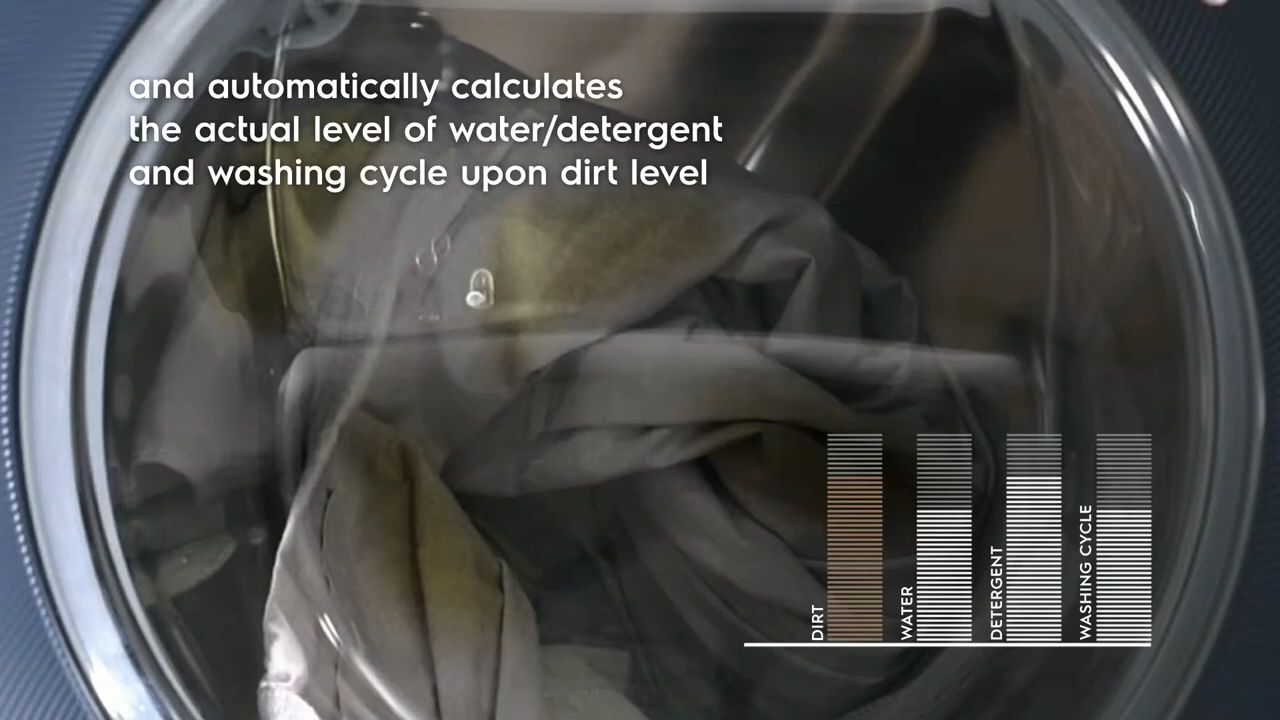 and automatically calculates
the actual level of water/detergent
and washing cycle upon dirt level
DIRT
WATER
DETERGENT
WASHING CYCLE